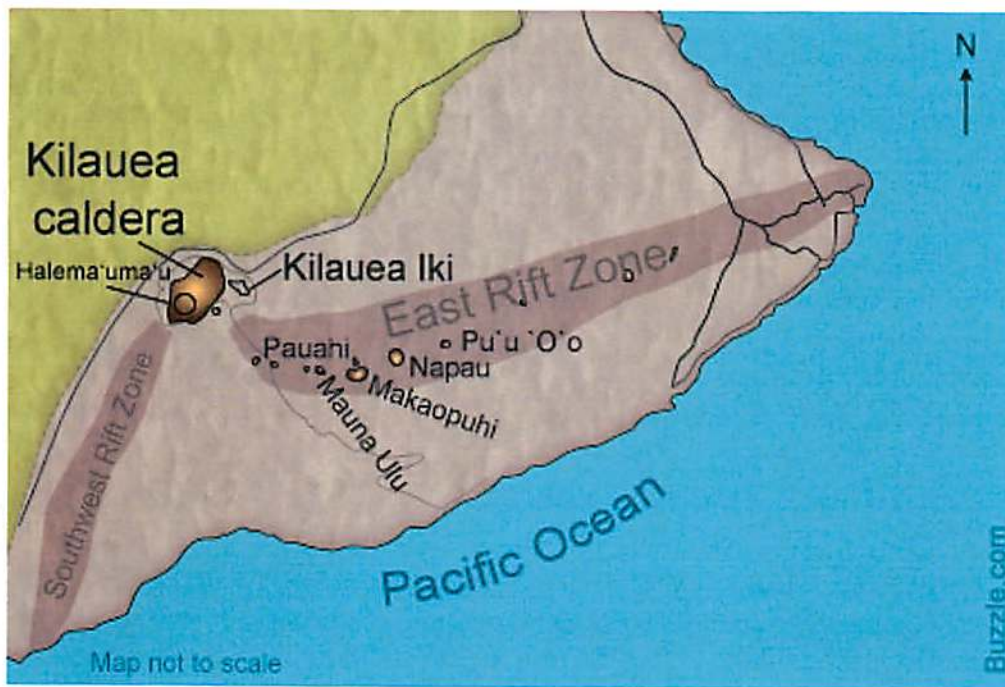 N
Kilauea
caldera
Halema'uma'u
Kilauea Iki
East Rift Zone
Pu'u 'O'o
Pauahi
Napau
Makaopuhi
Mauna Ulu
Southwest Rift Zone
Pacific Ocean
Map not to scale
Buzzle.com